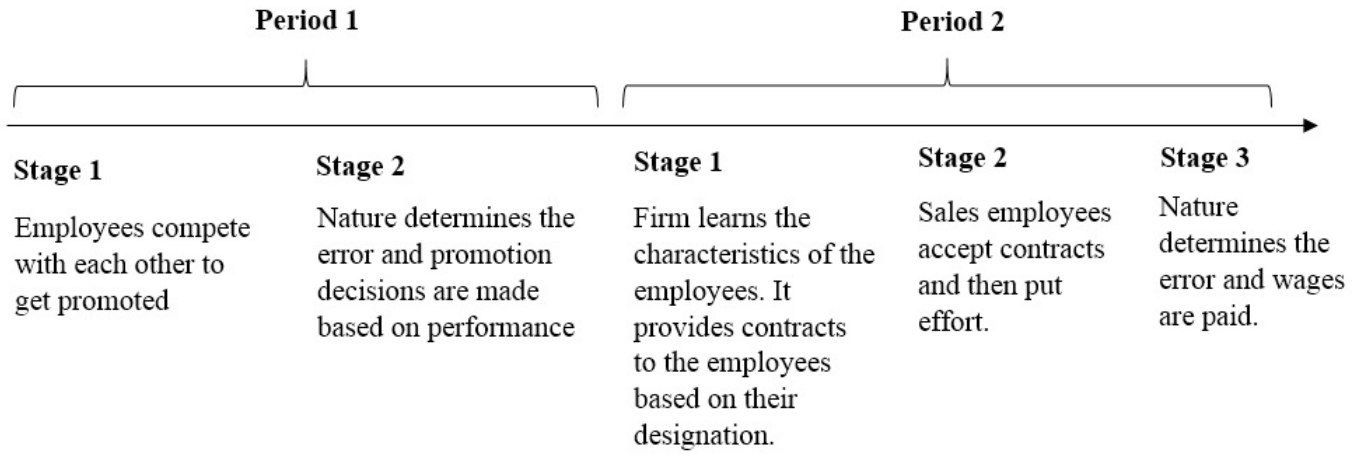 Period 1
Period 2
Stage 1
Employees compete
with each other to
get promoted
Stage 2
Nature determines the
error and promotion
decisions are made
based on performance
Stage 1
Firm learns the
characteristics of the
employees. It
provides contracts
to the employees
based on their
designation.
Stage 2
Sales employees
accept contracts
and then put
effort.
Stage 3
Nature
determines the
error and wages
are paid.